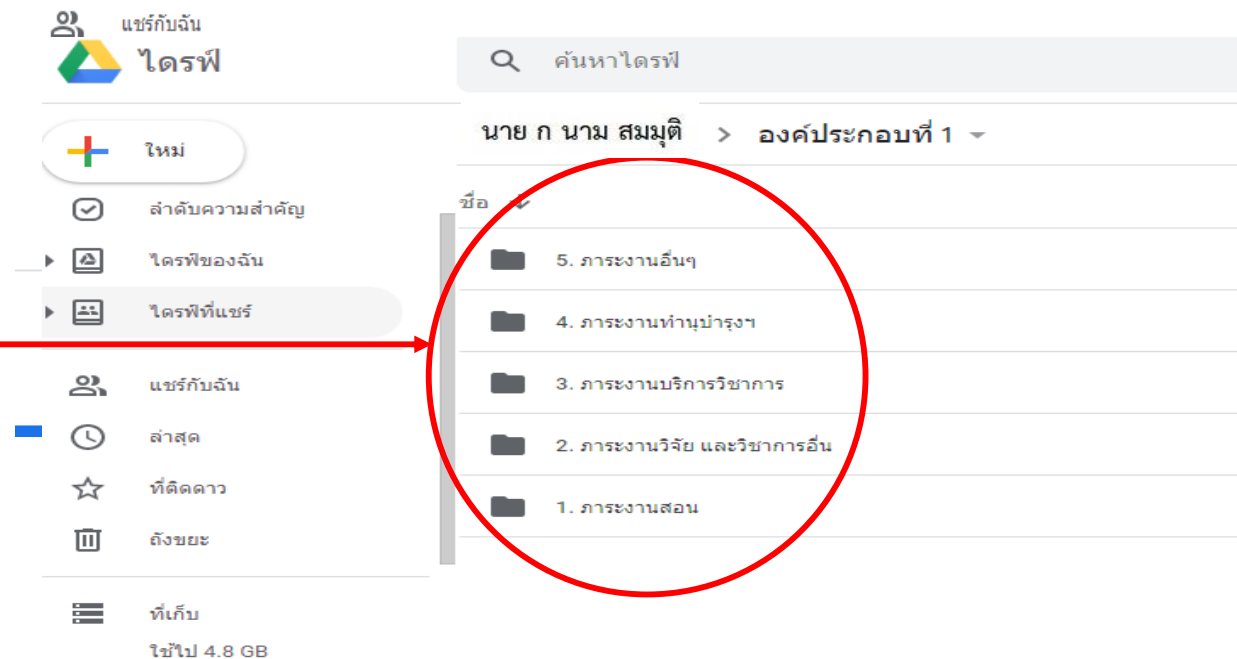 แชร์กับฉัน
ไดรฟ์
ค้นหาไดรฟ์
นาย ก นาม สมมุติ > องค์ประกอบที่ 1
ใหม่
ลำดับความสำคัญ
ไดรฟ์ของฉัน
ไดรฟ์ที่แชร์
แชร์กับฉัน
ล่าสุด
ที่ติดดาว
ถังขยะ
ที่เก็บ
ใช้ไป 4.8 GB
ชื่อ
5. ภาระงานอื่นๆ
4. ภาระงานทำนุบำรุงฯ
3. ภาระงานบริการวิชาการ
2. ภาระงานวิจัย และวิชาการอื่น
1. ภาระงานสอน